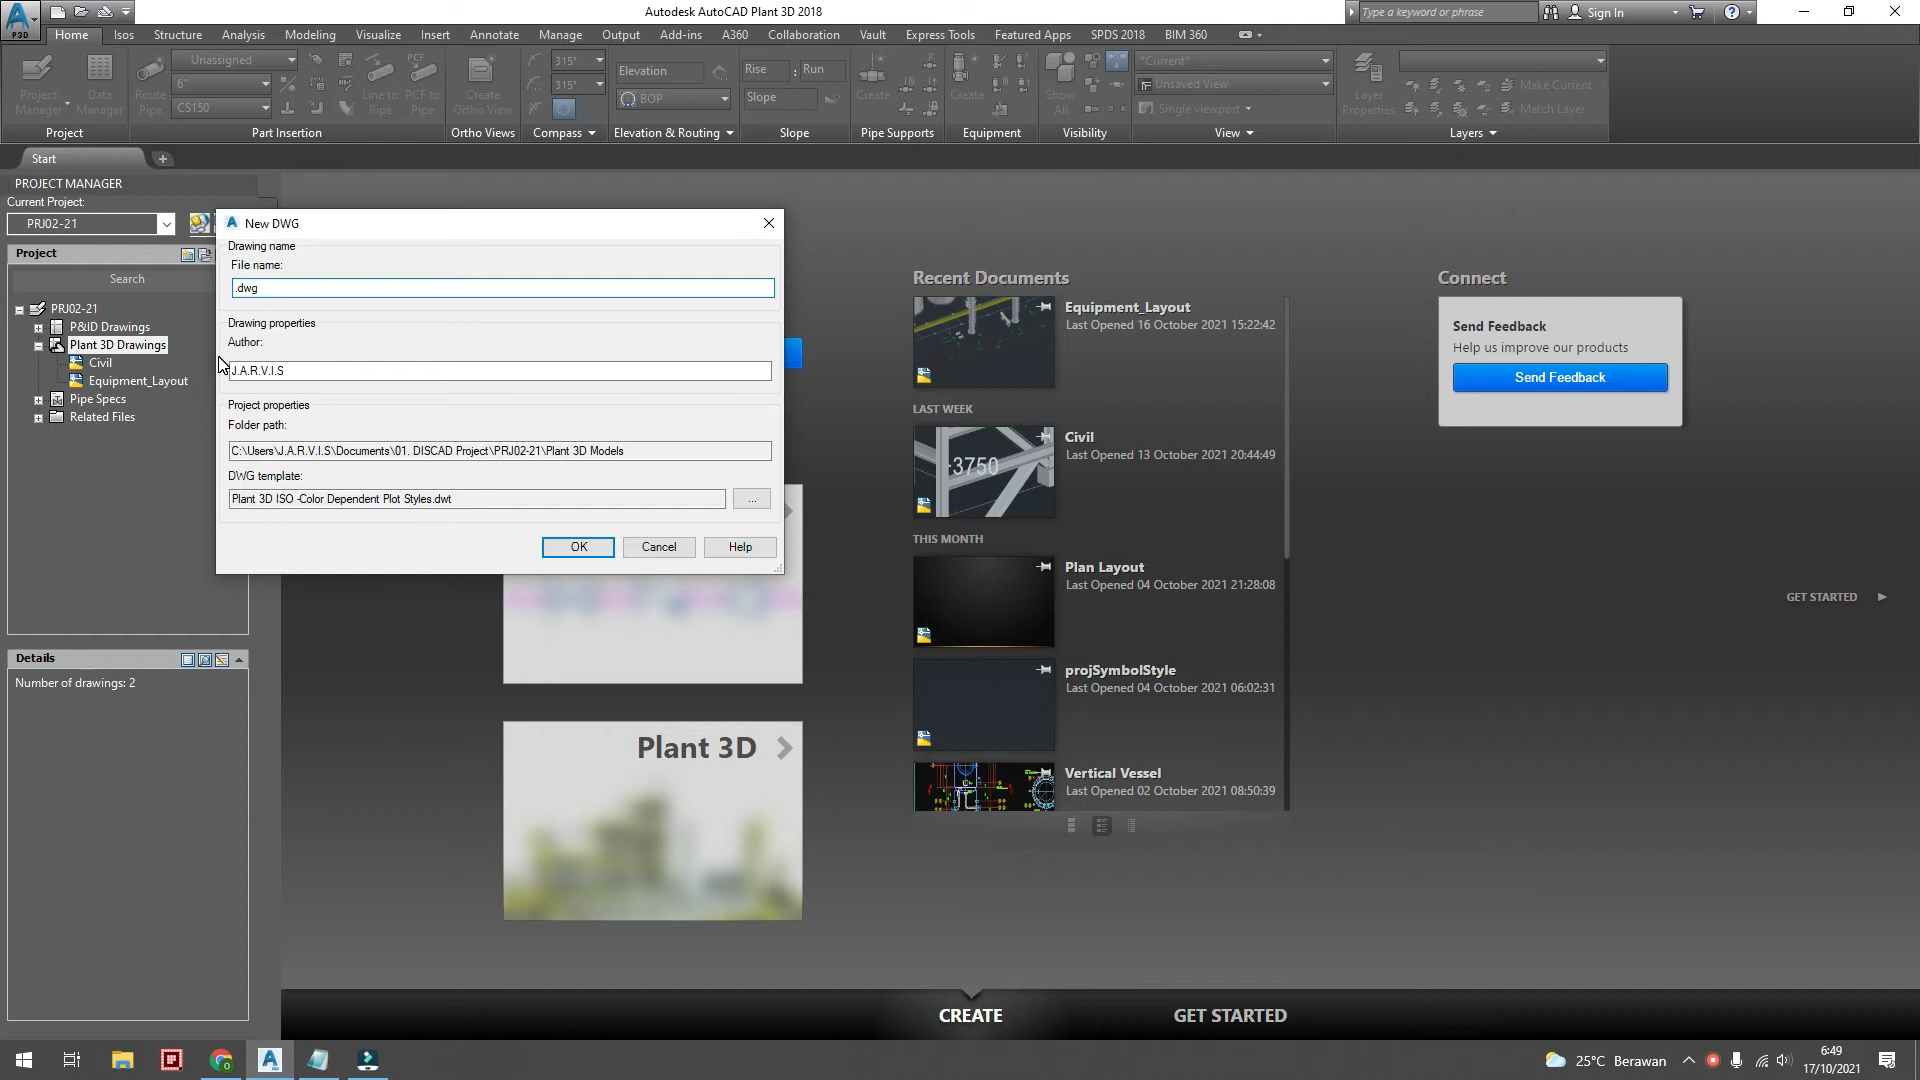 P3D
Autodesk AutoCAD Plant 3D 2018
Type a keyword or phrase
Sign In
Home
Isos
Structure
Analysis
Modeling
Visualize
Insert
Annotate
Manage
Output
Add-ins
A360
Collaboration
Vault
Express Tools
Featured Apps
SPDS 2018
BIM 360
Project
Manager
Data
Manager
Project
Route
Pipe
Unassigned
6"
CS150
Line to
Pipe
PCF
PCF to
Pipe
Part Insertion
Create
Ortho View
Ortho Views
315°
315°
Compass
Elevation
BOP
Elevation & Routing
Rise
: Run
Slope
Slope
Create
Pipe Supports
Create
Equipment
Show
All
Visibility
*Current*
Unsaved View
Single viewport
View
Layer
Properties
Make Current
Match Layer
Layers
Start
PROJECT MANAGER
Current Project:
PRJ02-21
Project
Search
PRJ02-21
P&ID Drawings
Plant 3D Drawings
Civil
Equipment_Layout
Pipe Specs
Related Files
Details
Number of drawings: 2
New DWG
Drawing name
File name:
.dwg
Drawing properties
Author:
J.A.R.V.I.S
Project properties
Folder path:
C:\Users\J.A.R.V.I.S\Documents\01. DISCAD Project\PRJ02-21\Plant 3D Models
DWG template:
Plant 3D ISO -Color Dependent Plot Styles.dwt
...
OK
Cancel
Help
Plant 3D
Recent Documents
Equipment_Layout
Last Opened 16 October 2021 15:22:42
LAST WEEK
-3750
Civil
Last Opened 13 October 2021 20:44:49
THIS MONTH
Plan Layout
Last Opened 04 October 2021 21:28:08
projSymbolStyle
Last Opened 04 October 2021 06:02:31
Vertical Vessel
Last Opened 02 October 2021 08:50:39
Connect
Send Feedback
Help us improve our products
Send Feedback
GET STARTED
CREATE
GET STARTED
25°C Berawan
6:49
17/10/2021